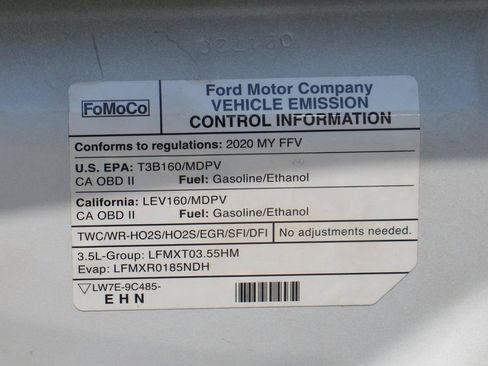 FoMoCo
Ford Motor Company
VEHICLE EMISSION
CONTROL INFORMATION
Conforms to regulations: 2020 MY FFV
U.S. EPA: T3B160/MDPV
CA OBD II Fuel: Gasoline/Ethanol
California: LEV160/MDPV
CA OBD II Fuel: Gasoline/Ethanol
TWC/WR-HO2S/HO2S/EGR/SFI/DFI No adjustments needed.
3.5L-Group: LFMXT03.55HM
Evap: LFMXR0185NDH
LW7E-9C485-
EHN